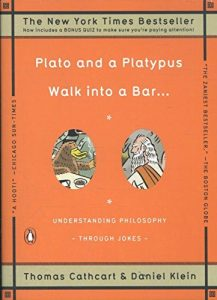 The New York Times Bestseller
Now includes a BONUS QUIZ to make sure you're paying attention!
Plato and a Platypus
Walk into a Bar...
"A HOOT!" —CHICAGO SUN-TIMES
"THE ZANIEST BESTSELLER." —THE BOSTON GLOBE
UNDERSTANDING PHILOSOPHY
- THROUGH JOKES -
Thomas Cathcart & Daniel Klein